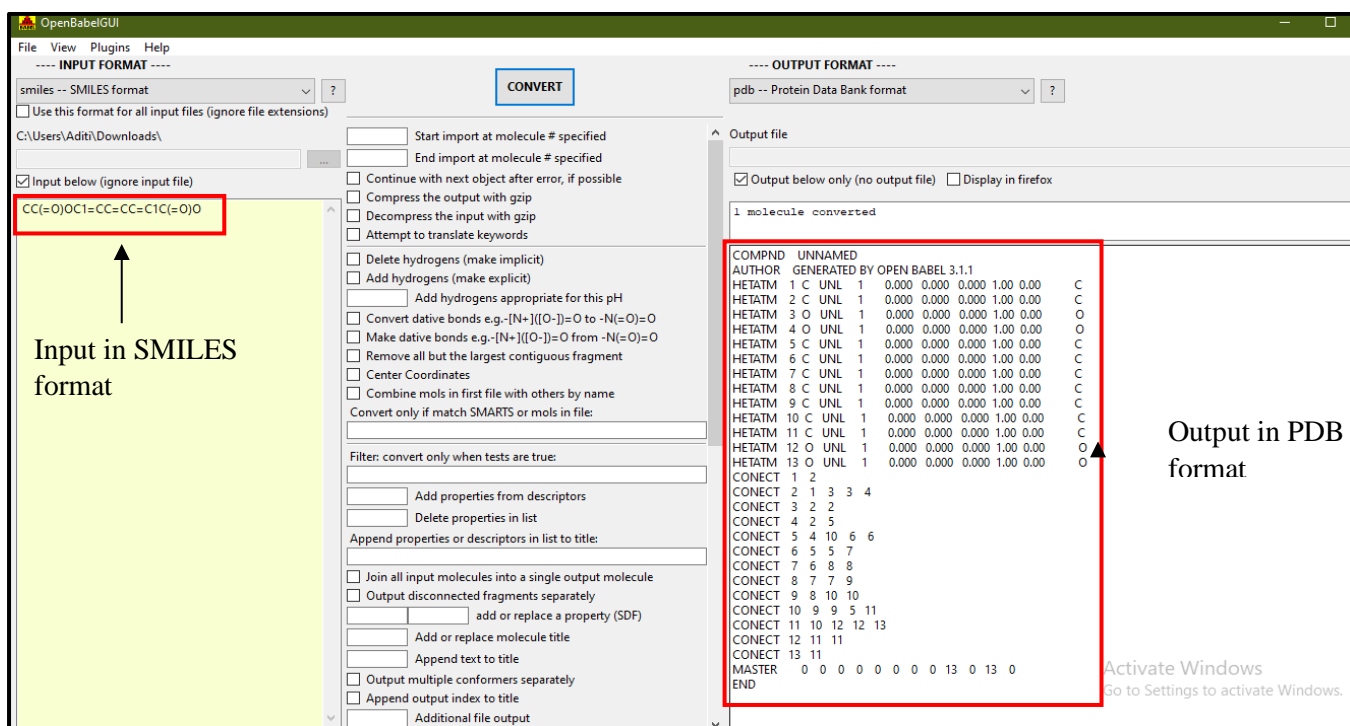 OpenBabelGUI
File View Plugins Help
---- INPUT FORMAT ----
smiles -- SMILES format
?
Use this format for all input files (ignore file extensions)
C:\Users\Aditi\Downloads\
...
Input below (ignore input file)
CC(=O)OC1=CC=CC=C1C(=O)O
Input in SMILES
format
CONVERT
Start import at molecule # specified
End import at molecule # specified
Continue with next object after error, if possible
Compress the output with gzip
Decompress the input with gzip
Attempt to translate keywords
Delete hydrogens (make implicit)
Add hydrogens (make explicit)
Add hydrogens appropriate for this pH
Convert dative bonds e.g.-[N+]([O-])=O to -N(=O)=O
Make dative bonds e.g.-[N+]([O-])=O from -N(=O)=O
Remove all but the largest contiguous fragment
Center Coordinates
Combine mols in first file with others by name
Convert only if match SMARTS or mols in file:
Filter: convert only when tests are true:
Add properties from descriptors
Delete properties in list
Append properties or descriptors in list to title:
Join all input molecules into a single output molecule
Output disconnected fragments separately
add or replace a property (SDF)
Add or replace molecule title
Append text to title
Output multiple conformers separately
Append output index to title
Additional file output
---- OUTPUT FORMAT ----
pdb -- Protein Data Bank format
?
Output file
Output below only (no output file) Display in firefox
1 molecule converted
COMPND UNNAMED
AUTHOR GENERATED BY OPEN BABEL 3.1.1
HETATM 1 C UNL 1 0.000 0.000 0.000 1.00 0.00 C
HETATM 2 C UNL 1 0.000 0.000 0.000 1.00 0.00 C
HETATM 3 O UNL 1 0.000 0.000 0.000 1.00 0.00 O
HETATM 4 O UNL 1 0.000 0.000 0.000 1.00 0.00 O
HETATM 5 C UNL 1 0.000 0.000 0.000 1.00 0.00 C
HETATM 6 C UNL 1 0.000 0.000 0.000 1.00 0.00 C
HETATM 7 C UNL 1 0.000 0.000 0.000 1.00 0.00 C
HETATM 8 C UNL 1 0.000 0.000 0.000 1.00 0.00 C
HETATM 9 C UNL 1 0.000 0.000 0.000 1.00 0.00 C
HETATM 10 C UNL 1 0.000 0.000 0.000 1.00 0.00 C
HETATM 11 C UNL 1 0.000 0.000 0.000 1.00 0.00 C
HETATM 12 O UNL 1 0.000 0.000 0.000 1.00 0.00 O
HETATM 13 O UNL 1 0.000 0.000 0.000 1.00 0.00 O
CONECT 1 2
CONECT 2 1 3 3 4
CONECT 3 2 2
CONECT 4 2 5
CONECT 5 4 10 6 6
CONECT 6 5 5 7
CONECT 7 6 8 8
CONECT 8 7 7 9
CONECT 9 8 10 10
CONECT 10 9 9 5 11
CONECT 11 10 12 12 13
CONECT 12 11 11
CONECT 13 11
MASTER 0 0 0 0 0 0 0 0 13 0 13 0
END
Output in PDB
format
Activate Windows
Go to Settings to activate Windows.